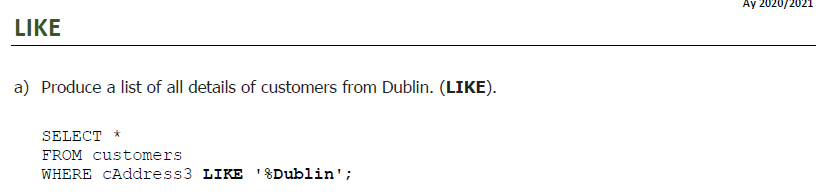 Ay 2020/2021
LIKE
a) Produce a list of all details of customers from Dublin. (LIKE).
SELECT *
FROM customers
WHERE cAddress3 LIKE '%Dublin';